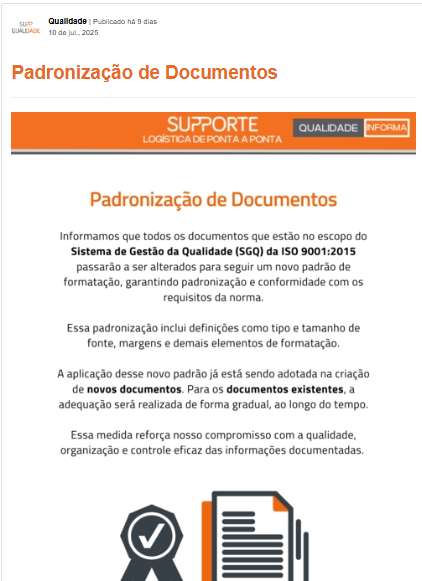 SUPP
QUALIDADE
Qualidade | Publicado há 9 dias
10 de jul., 2025
Padronização de Documentos
SUPPORTE
LOGÍSTICA DE PONTA A PONTA
QUALIDADE INFORMA
Padronização de Documentos
Informamos que todos os documentos que estão no escopo do
Sistema de Gestão da Qualidade (SGQ) da ISO 9001:2015
passarão a ser alterados para seguir um novo padrão de
formatação, garantindo padronização e conformidade com os
requisitos da norma.
Essa padronização inclui definições como tipo e tamanho de
fonte, margens e demais elementos de formatação.
A aplicação desse novo padrão já está sendo adotada na criação
de novos documentos. Para os documentos existentes, a
adequação será realizada de forma gradual, ao longo do tempo.
Essa medida reforça nosso compromisso com a qualidade,
organização e controle eficaz das informações documentadas.